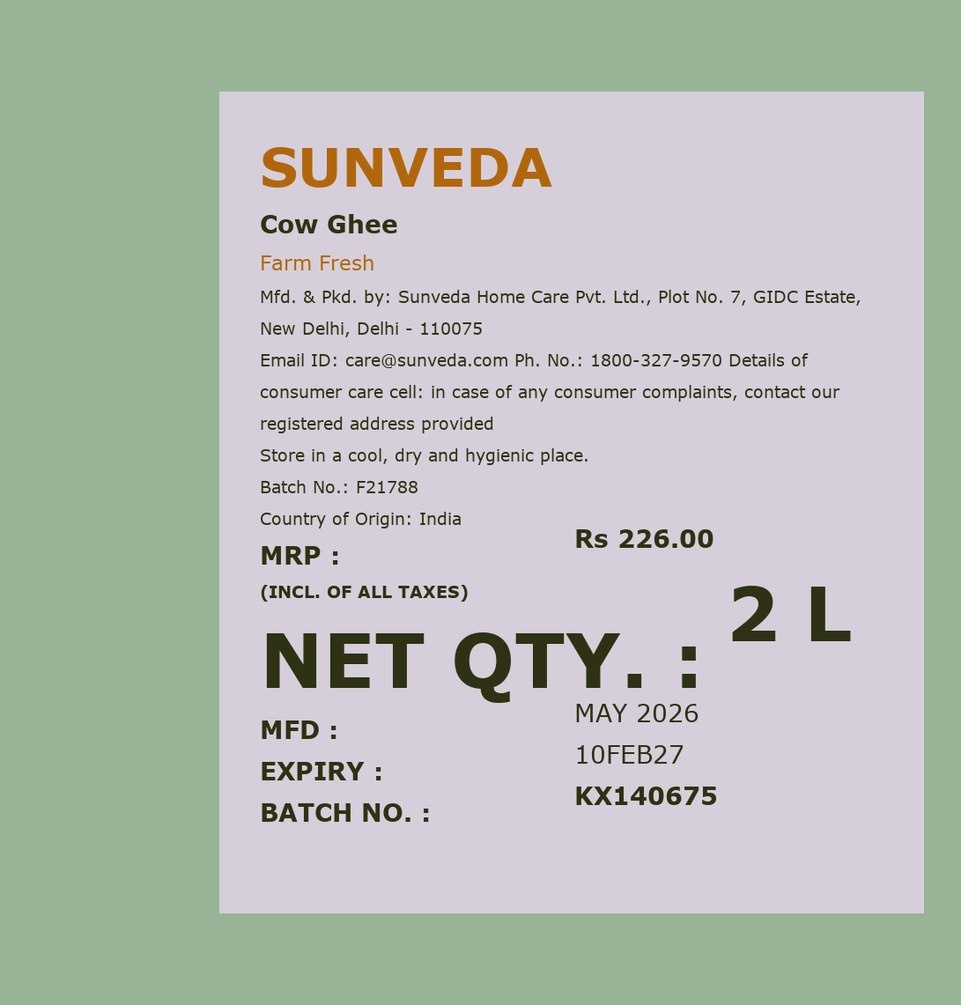 SUNVEDA
Cow Ghee
Farm Fresh
Mfd. & Pkd. by: Sunveda Home Care Pvt. Ltd., Plot No. 7, GIDC Estate,
New Delhi, Delhi - 110075
Email ID: care@sunveda.com Ph. No.: 1800-327-9570 Details of
consumer care cell: in case of any consumer complaints, contact our
registered address provided
Store in a cool, dry and hygienic place.
Batch No.: F21788
Country of Origin: India
MRP : Rs 226.00
(INCL. OF ALL TAXES)
NET QTY. : 2 L
MFD : MAY 2026
EXPIRY : 10FEB27
BATCH NO. : KX140675